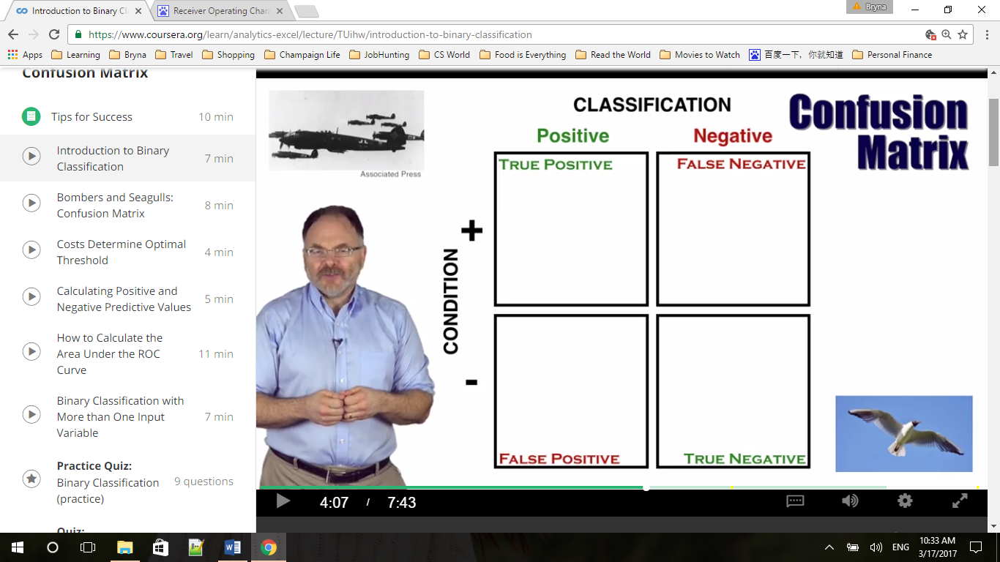 Introduction to Binary Cl
Receiver Operating Chara
Bryna
https://www.coursera.org/learn/analytics-excel/lecture/TUihw/introduction-to-binary-classification
Apps Learning Bryna Travel Shopping Champaign Life JobHunting CS World Food is Everything Read the World Movies to Watch 百度一下，你就知道 Personal Finance
Confusion Matrix
Tips for Success 10 min
Introduction to Binary 7 min
Classification
Bombers and Seagulls: 8 min
Confusion Matrix
Costs Determine Optimal 4 min
Threshold
Calculating Positive and 5 min
Negative Predictive Values
How to Calculate the 11 min
Area Under the ROC
Curve
Binary Classification with 7 min
More than One Input
Variable
Practice Quiz: 9 questions
Binary Classification
(practice)
Quiz:
Associated Press
CLASSIFICATION
Positive Negative
Confusion
Matrix
TRUE POSITIVE FALSE NEGATIVE
+
CONDITION
-
FALSE POSITIVE TRUE NEGATIVE
4:07 / 7:43
ENG
10:33 AM
3/17/2017